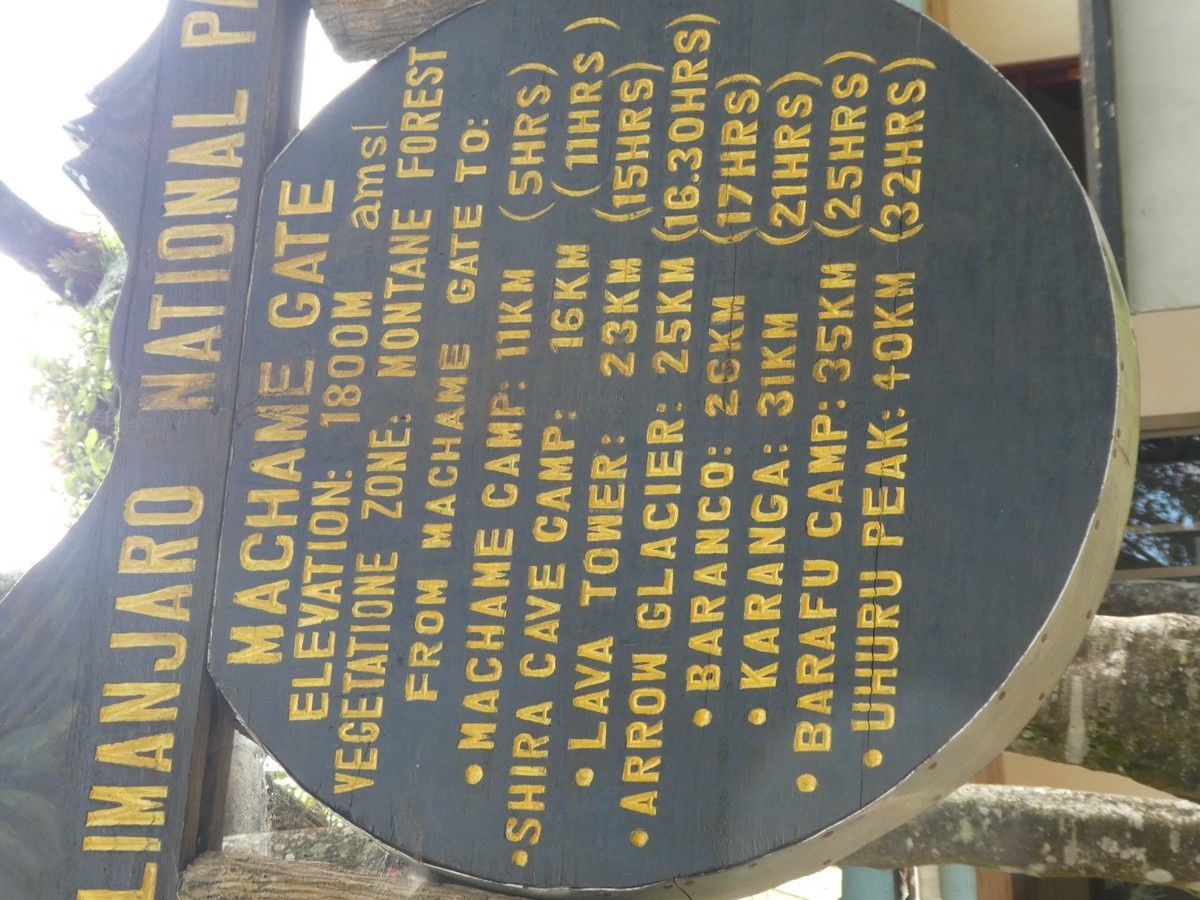 LIMANJARO NATIONAL
MACHAME GATE
ELEVATION: 1800M amsl
VEGETATIONE ZONE: MONTANE FOREST
FROM MACHAME GATE TO:
• MACHAME CAMP: 11KM (5HRS)
• SHIRA CAVE CAMP: 16KM (11HRS)
• LAVA TOWER: 23KM (15HRS)
• ARROW GLACIER: 25KM (16.30HRS)
• BARANCO: 26KM (17HRS)
• KARANGA: 31KM (21HRS)
• BARAFU CAMP: 35KM (25HRS)
• UHURU PEAK: 40KM (32HRS)